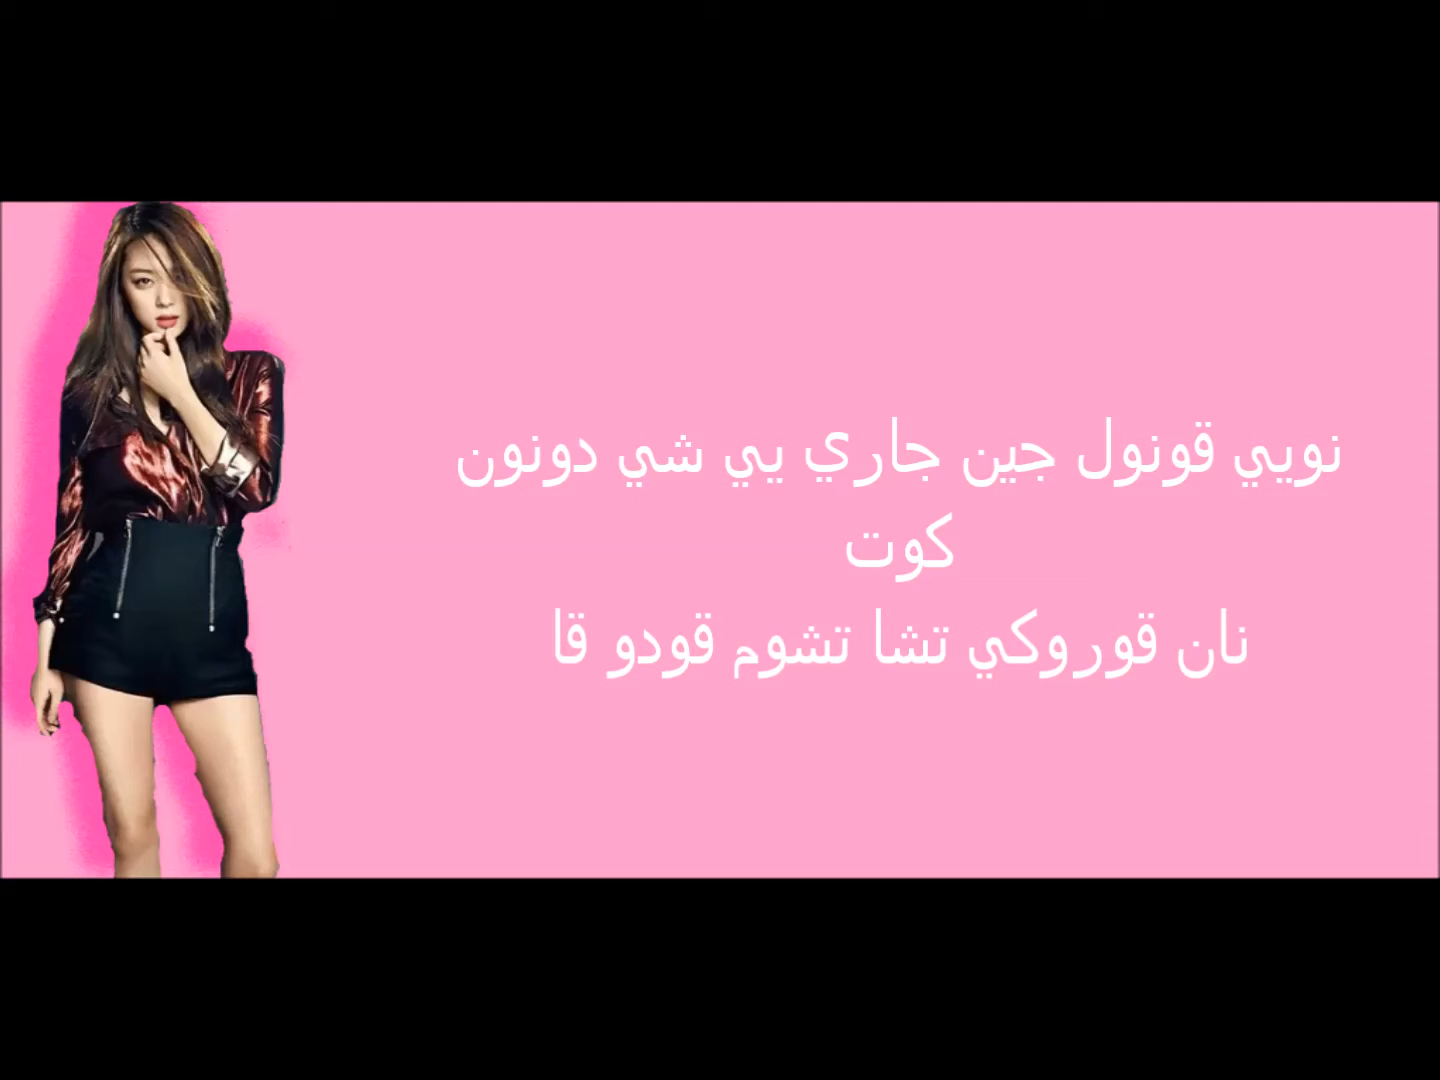 نويي قونول جين جاري يي شي دونون
كوت
نان قوروكي تشا تشوم قودو قا